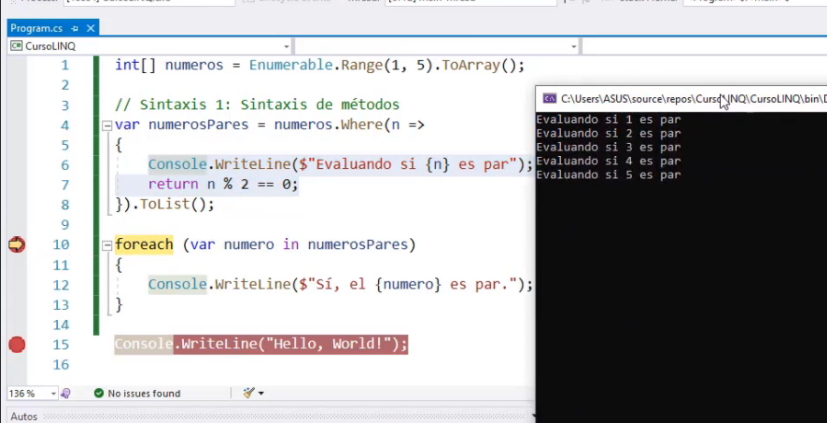 Program.cs
CursoLINQ
1 int[] numeros = Enumerable.Range(1, 5).ToArray();
2
3 // Sintaxis 1: Sintaxis de métodos
4 var numerosPares = numeros.Where(n =>
5 {
6 Console.WriteLine($"Evaluando si {n} es par");
7 return n % 2 == 0;
8 }).ToList();
9
10 foreach (var numero in numerosPares)
11 {
12 Console.WriteLine($"Sí, el {numero} es par.");
13 }
14
15 Console.WriteLine("Hello, World!");
16
136 % No issues found
Autos
C:\Users\ASUS\source\repos\CursoLINQ\CursoLINQ\bin\D
Evaluando si 1 es par
Evaluando si 2 es par
Evaluando si 3 es par
Evaluando si 4 es par
Evaluando si 5 es par